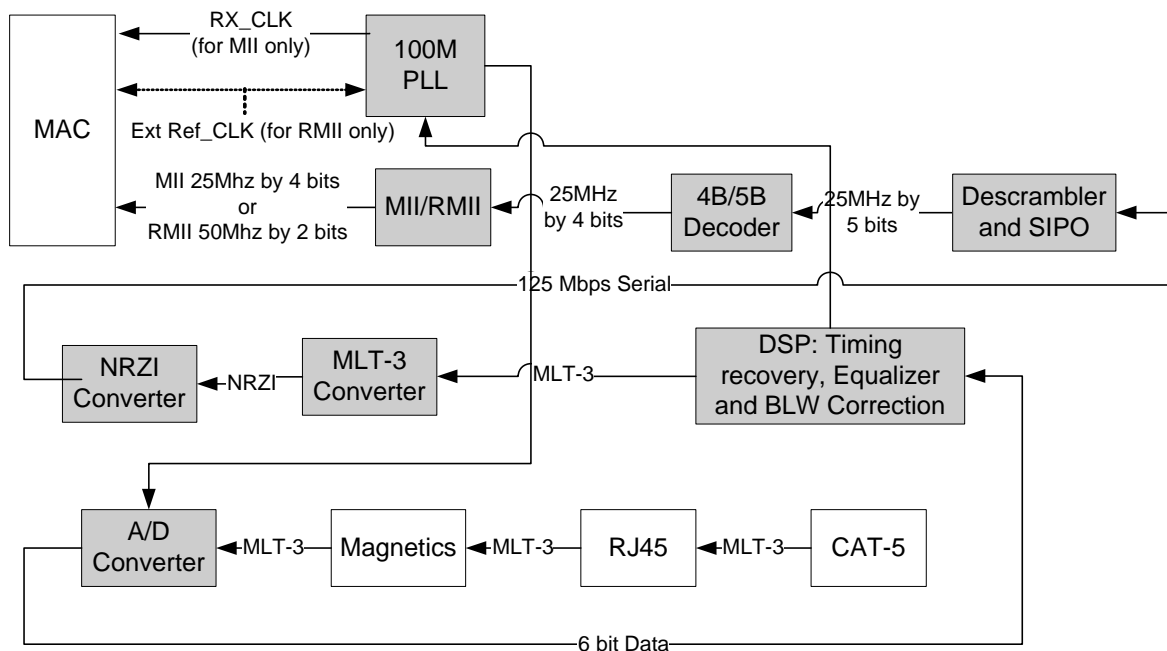 RX_CLK
(for MII only)
100M
PLL
MAC
Ext Ref_CLK (for RMII only)
MII 25Mhz by 4 bits
or
RMII 50Mhz by 2 bits
MII/RMII
25MHz
by 4 bits
4B/5B
Decoder
25MHz by
5 bits
Descrambler
and SIPO
125 Mbps Serial
NRZI
Converter
NRZI
MLT-3
Converter
MLT-3
DSP: Timing
recovery, Equalizer
and BLW Correction
A/D
Converter
MLT-3
Magnetics
MLT-3
RJ45
MLT-3
CAT-5
6 bit Data